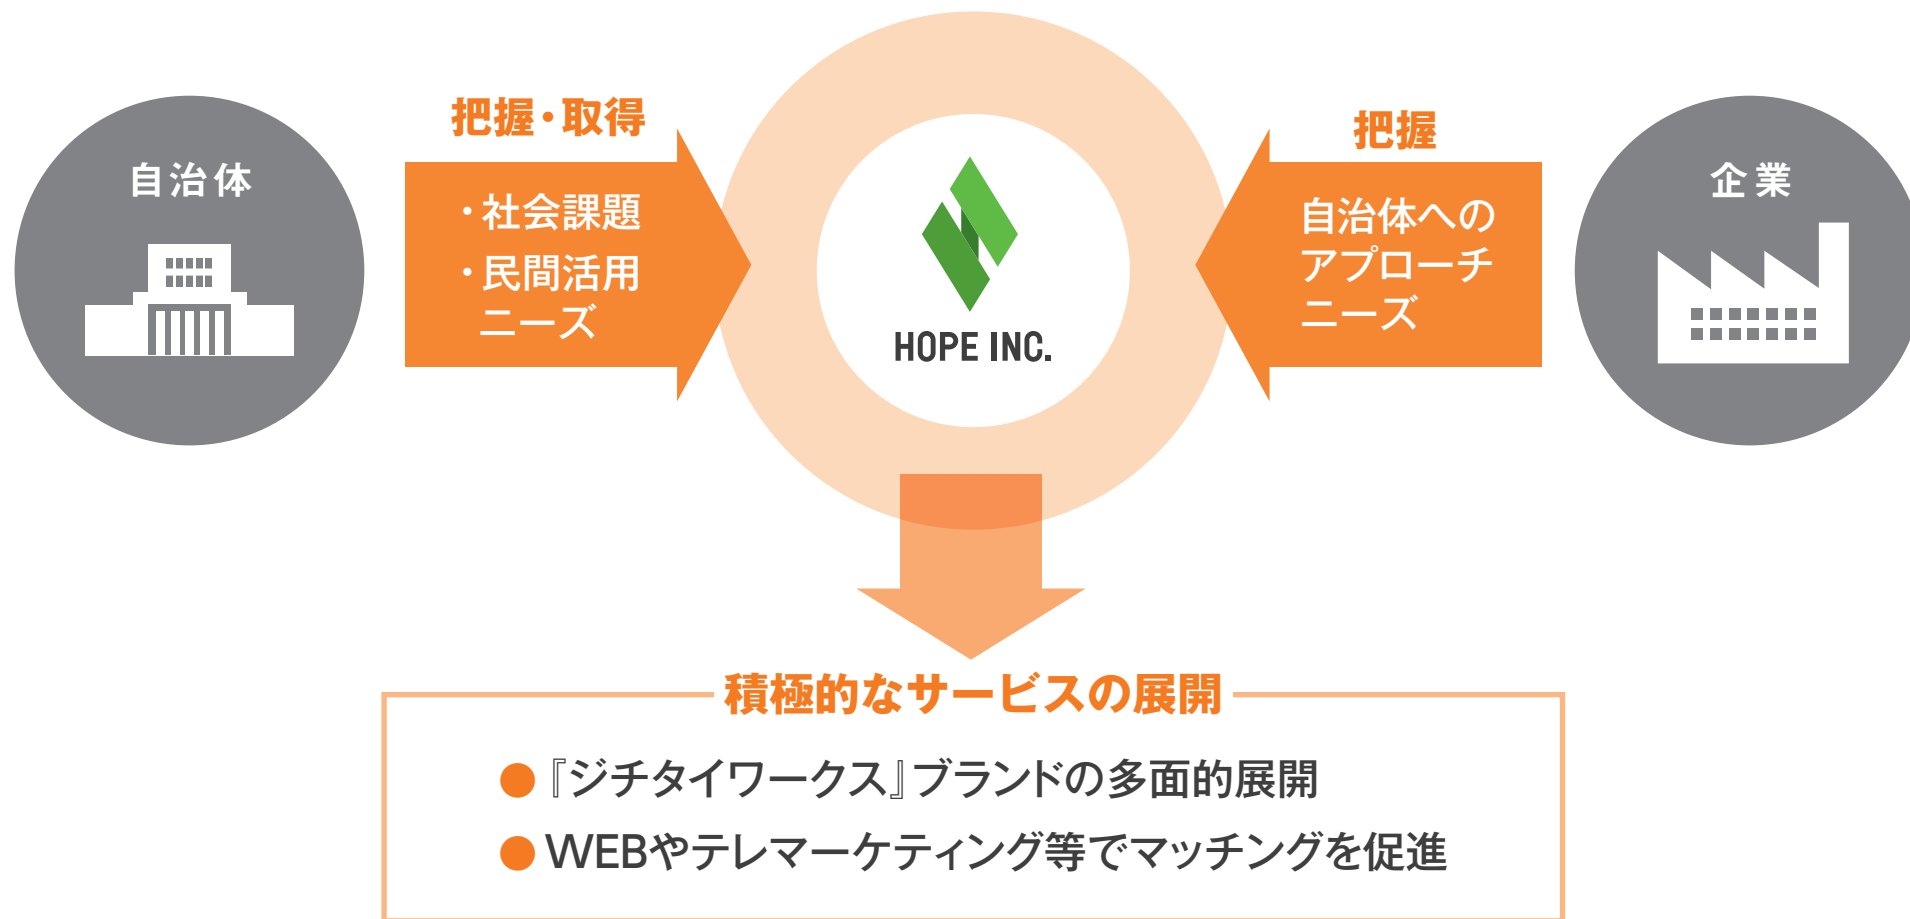 自治体
把握・取得
・社会課題
・民間活用
ニーズ
HOPE INC.
把握
自治体への
アプローチ
ニーズ
企業
積極的なサービスの展開
●『ジチタイワークス』ブランドの多面的展開
●WEBやテレマーケティング等でマッチングを促進